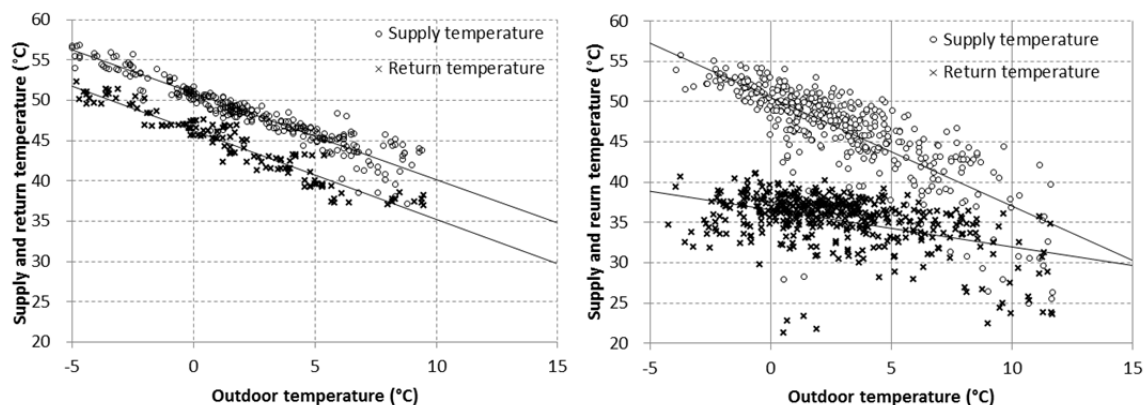 60
55
50
45
40
35
30
25
20
Supply and reurn temperature (°C)
○ Supply temperature
× Return temperature
-5 0 5 10 15
Outdoor temperature (°C)
60
55
50
45
40
35
30
25
20
Supply and reurn temperature (°C)
○ Supply temperature
× Return temperature
-5 0 5 10 15
Outdoor temperature (°C)